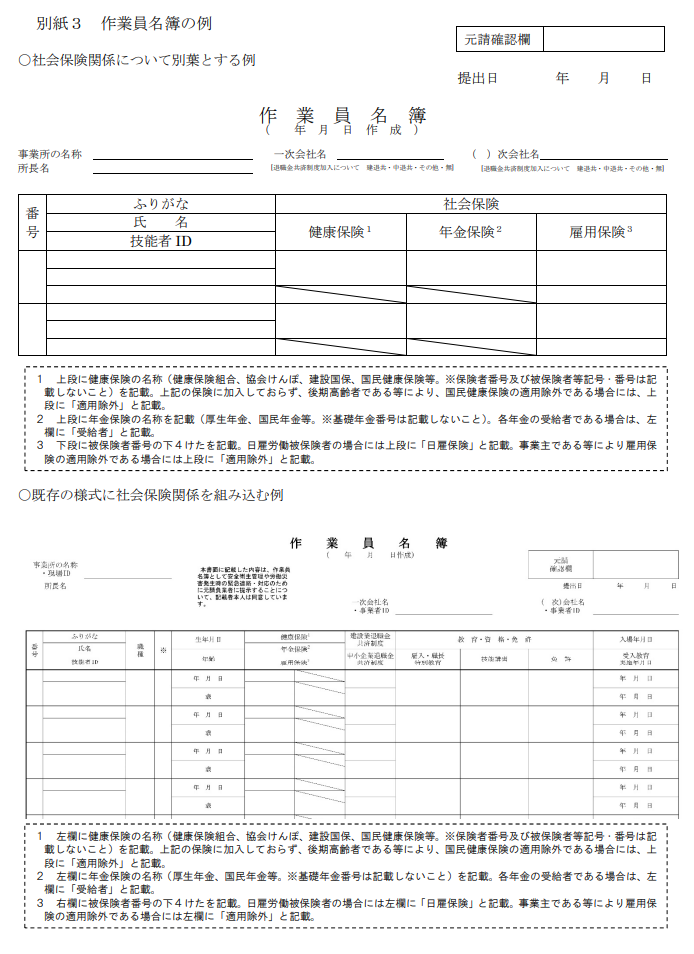 別紙３　作業員名簿の例
元請確認欄
○社会保険関係について別葉とする例
提出日　　　　年　　月　　日
作　業　員　名　簿
(　　年　月　日　作　成　)
事業所の名称
所長名
一次会社名
[退職金共済制度加入について　建退共・中退共・その他・無]
(　)次会社名
[退職金共済制度加入について　建退共・中退共・その他・無]
番号
ふりがな
氏　　名
技能者 ID
社会保険
健康保険1
年金保険2
雇用保険3
1　上段に健康保険の名称（健康保険組合、協会けんぽ、建設国保、国民健康保険等。※保険者番号及び被保険者等記号・番号は記
載しないこと）を記載。上記の保険に加入しておらず、後期高齢者である等により、国民健康保険の適用除外である場合には、上
段に「適用除外」と記載。
2　上段に年金保険の名称を記載（厚生年金、国民年金等。※基礎年金番号は記載しないこと）。各年金の受給者である場合は、左
欄に「受給者」と記載。
3　下段に被保険者番号の下４けたを記載。日雇労働被保険者の場合には上段に「日雇保険」と記載。事業主である等により雇用保
険の適用除外である場合には上段に「適用除外」と記載。
○既存の様式に社会保険関係を組み込む例
作　業　員　名　簿
(　　年　　月　　日作成)
事業所の名称
・現場ID
所長名
本書面に記載した内容は、作業員
名簿として安全衛生管理や労働災
害発生時の緊急連絡・対応のため
に元請負業者に提示することにつ
いて、記載者本人は同意していま
す。
元請
確認欄
提出日　　　　年　　月　　日
一次会社名
・事業者ID
(　次)会社名
・事業者ID
ふりがな
氏名
技能者ID
職種
※
生年月日
年齢
健康保険1
年金保険2
雇用保険3
建設業退職金
共済制度
中小企業退職金
共済制度
教　育・資　格・免　許
雇入・職長
特別教育
技能講習
免　許
入場年月日
受入教育
実施年月日
年　月　日
年　月　日
歳
年　月　日
年　月　日
年　月　日
歳
年　月　日
年　月　日
年　月　日
歳
年　月　日
年　月　日
年　月　日
歳
年　月　日
1　左欄に健康保険の名称（健康保険組合、協会けんぽ、建設国保、国民健康保険等。※保険者番号及び被保険者等記号・番号は記
載しないこと）を記載。上記の保険に加入しておらず、後期高齢者である等により、国民健康保険の適用除外である場合には、上
段に「適用除外」と記載。
2　左欄に年金保険の名称（厚生年金、国民年金等。※基礎年金番号は記載しないこと）を記載。各年金の受給者である場合は、左
欄に「受給者」と記載。
3　右欄に被保険者番号の下４けたを記載。日雇労働被保険者の場合には左欄に「日雇保険」と記載。事業主である等により雇用保
険の適用除外である場合には左欄に「適用除外」と記載。